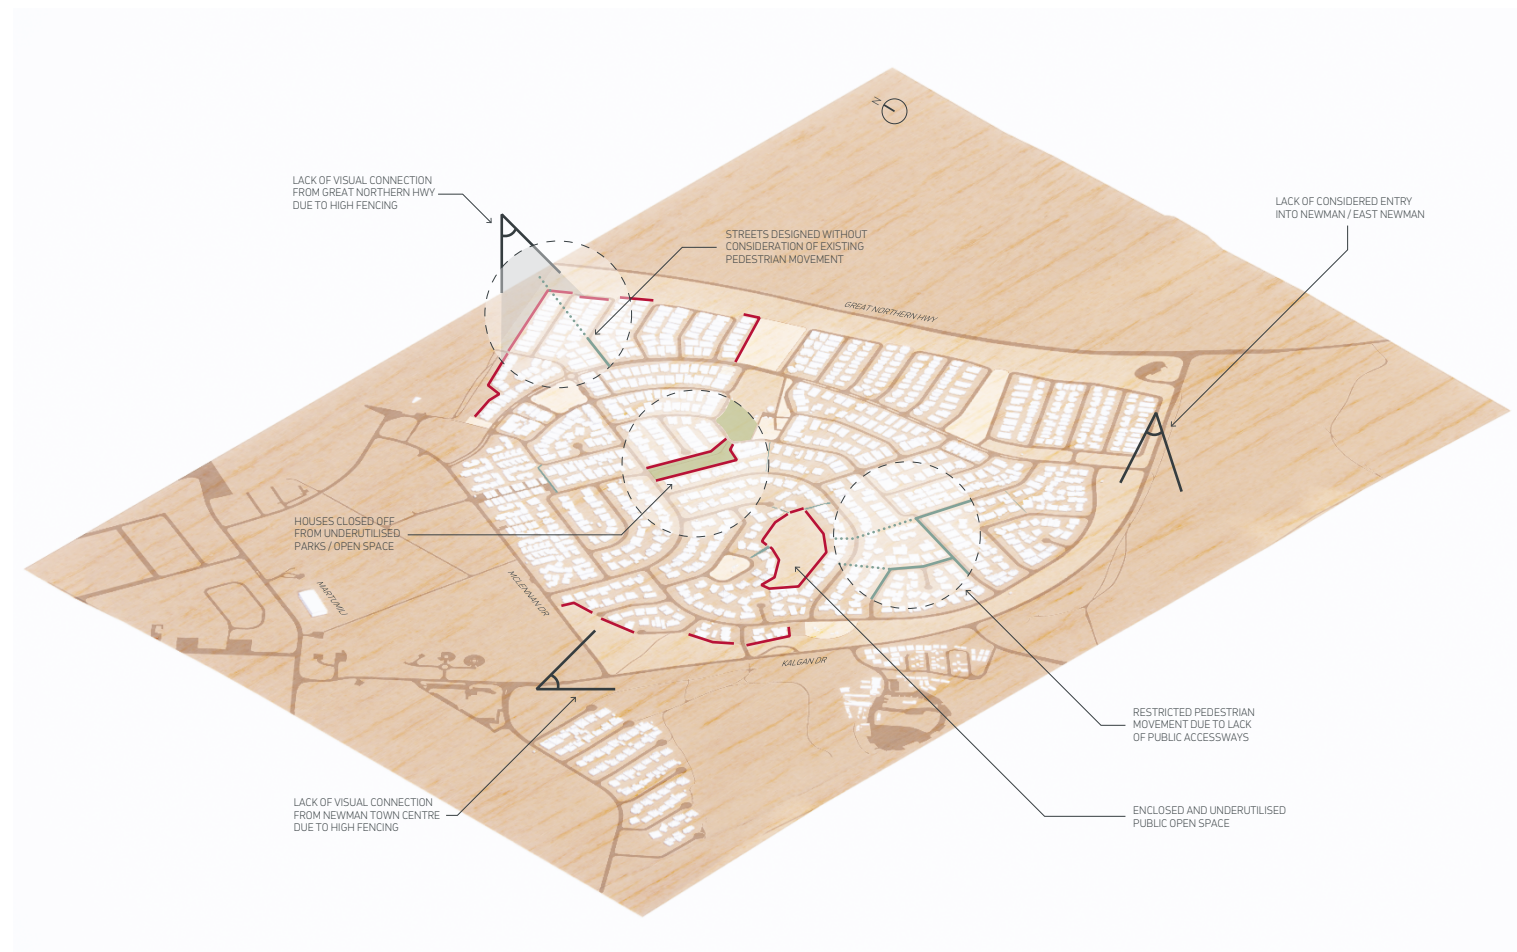 N
LACK OF VISUAL CONNECTION
FROM GREAT NORTHERN HWY
DUE TO HIGH FENCING
LACK OF CONSIDERED ENTRY
INTO NEWMAN / EAST NEWMAN
STREETS DESIGNED WITHOUT
CONSIDERATION OF EXISTING
PEDESTRIAN MOVEMENT
GREAT NORTHERN HWY
HOUSES CLOSED OFF
FROM UNDERUTILISED
PARKS / OPEN SPACE
MARTUMILI
MCLENNAN DR
KALGAN DR
RESTRICTED PEDESTRIAN
MOVEMENT DUE TO LACK
OF PUBLIC ACCESSWAYS
LACK OF VISUAL CONNECTION
FROM NEWMAN TOWN CENTRE
DUE TO HIGH FENCING
ENCLOSED AND UNDERUTILISED
PUBLIC OPEN SPACE